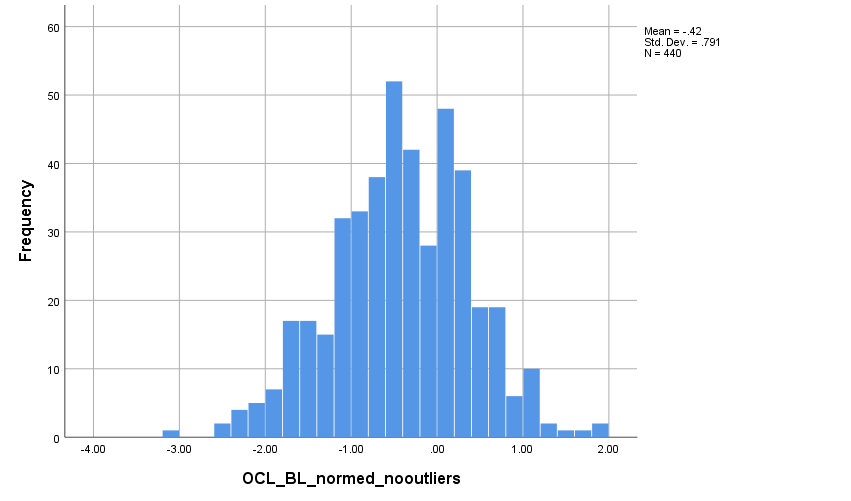 60
50
40
30
20
10
0
Frequency
-4.00
-3.00
-2.00
-1.00
.00
1.00
2.00
OCL_BL_normed_nooutliers
Mean = -.42
Std. Dev. = .791
N = 440